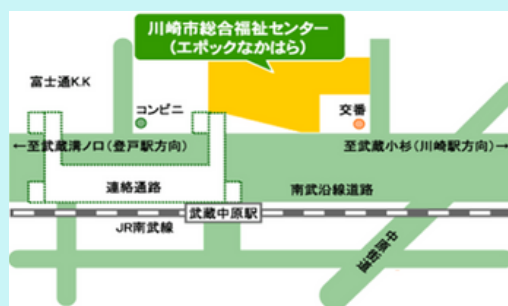 川崎市総合福祉センター
(エポックなかはら)
富士通K.K
コンビニ
交番
←至武蔵溝ノ口(登戸駅方向)
至武蔵小杉(川崎駅方向)→
連絡通路
南武沿線道路
武蔵中原駅
JR南武線
中原街道